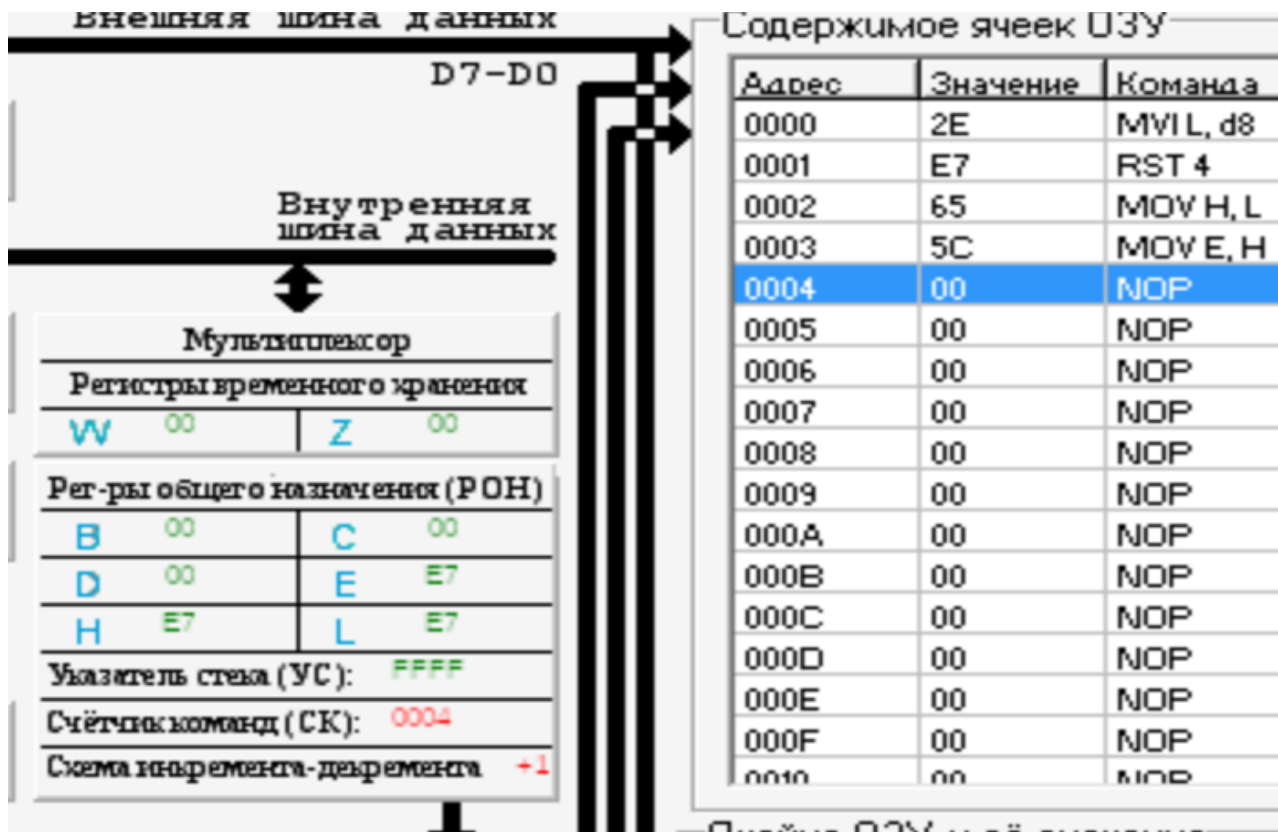 Внешняя шина данных
D7-D0
Внутренняя
шина данных
Мультиплексор
Регистры временного хранения
W 00 Z 00
Рег-ры общего назначения (РОН)
B 00 C 00
D 00 E E7
H E7 L E7
Указатель стека (УС): FFFF
Счётчик команд (СК): 0004
Схема инкремента-декремента +1
Содержимое ячеек ОЗУ
Адрес Значение Команда
0000 2E MVI L, d8
0001 E7 RST 4
0002 65 MOV H, L
0003 5C MOV E, H
0004 00 NOP
0005 00 NOP
0006 00 NOP
0007 00 NOP
0008 00 NOP
0009 00 NOP
000A 00 NOP
000B 00 NOP
000C 00 NOP
000D 00 NOP
000E 00 NOP
000F 00 NOP
0010 00 NOP